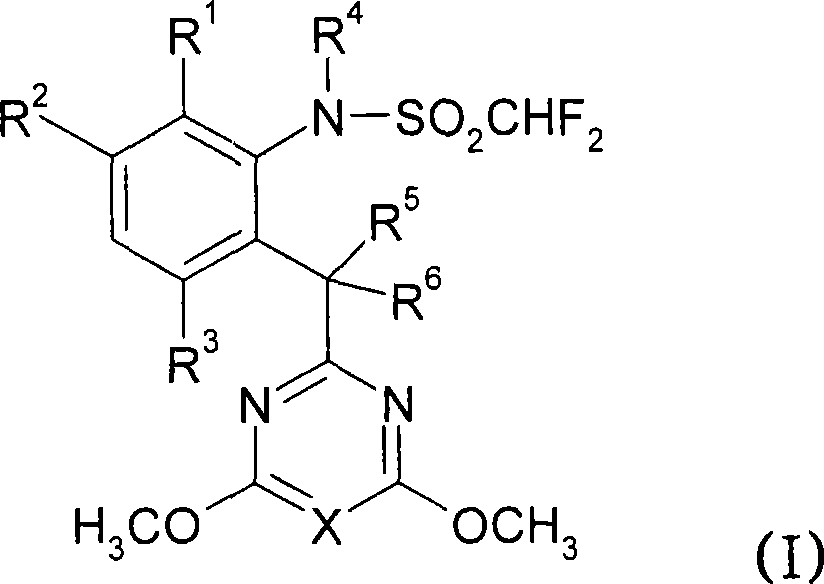 R¹ R⁴
R² N–SO₂CHF₂
R⁵
R⁶
R³
N N
H₃CO X OCH₃ (I)